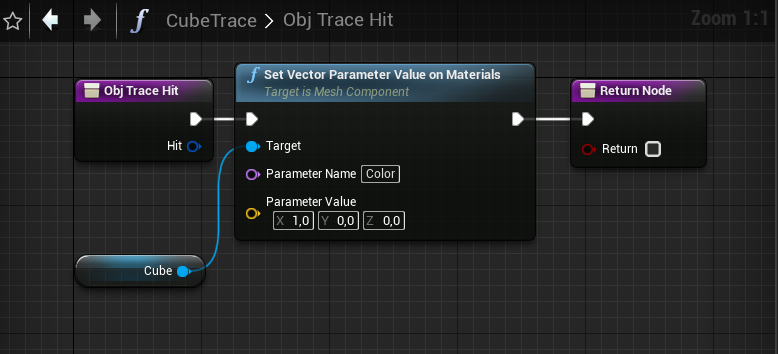 CubeTrace > Obj Trace Hit
Zoom 1:1
Obj Trace Hit
Hit
f Set Vector Parameter Value on Materials
Target is Mesh Component
Target
Parameter Name Color
Parameter Value
X 1,0 Y 0,0 Z 0,0
Return Node
Return
Cube